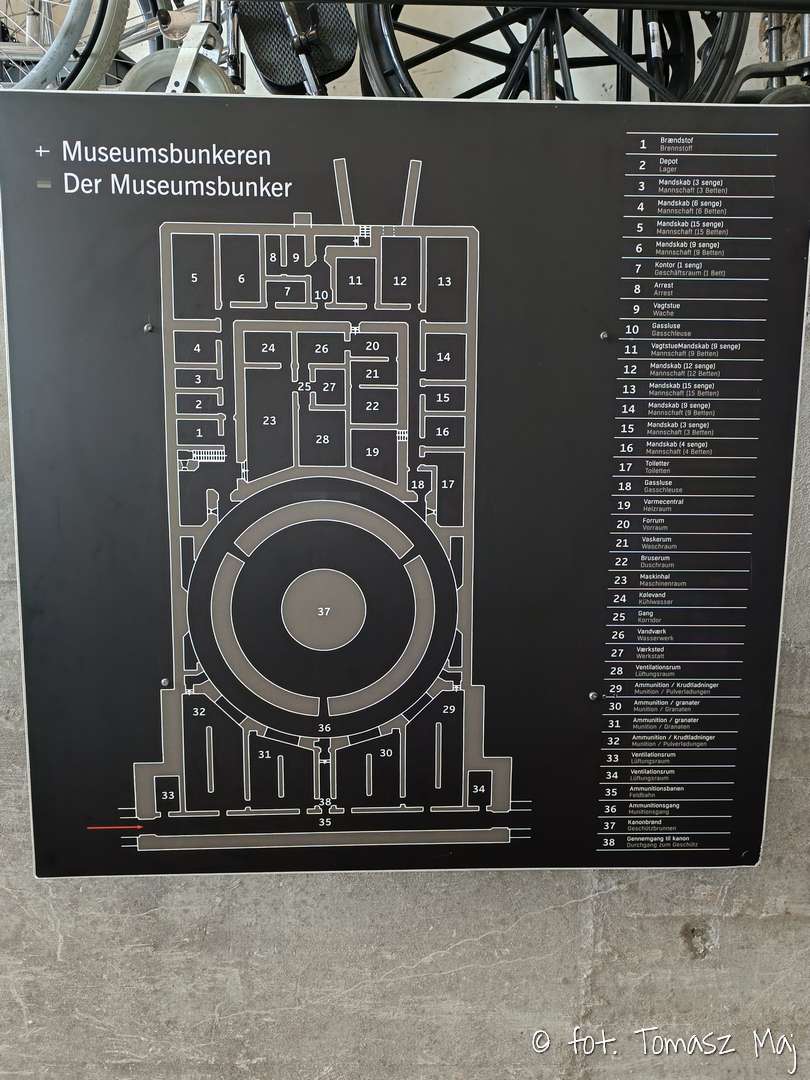 + Museumsbunkeren
Der Museumsbunker
1 Brændstof
Brennstoff
2 Depot
Lager
3 Mandskab (3 senge)
Mannschaft (3 Betten)
4 Mandskab (6 senge)
Mannschaft (6 Betten)
5 Mandskab (15 senge)
Mannschaft (15 Betten)
6 Mandskab (9 senge)
Mannschaft (9 Betten)
7 Kontor (1 seng)
Geschäftsraum (1 Bett)
8 Arrest
Arrest
9 Vagtstue
Wache
10 Gassluse
Gasschleuse
11 VagtstueMandskab (9 senge)
Mannschaft (9 Betten)
12 Mandskab (12 senge)
Mannschaft (12 Betten)
13 Mandskab (15 senge)
Mannschaft (15 Betten)
14 Mandskab (9 senge)
Mannschaft (9 Betten)
15 Mandskab (3 senge)
Mannschaft (3 Betten)
16 Mandskab (4 senge)
Mannschaft (4 Betten)
17 Toiletter
Toiletten
18 Gassluse
Gasschleuse
19 Varmecentral
Heizraum
20 Forrum
Vorraum
21 Vaskerum
Waschraum
22 Bruserum
Duschraum
23 Maskinhal
Maschinenraum
24 Kølevand
Kühlwasser
25 Gang
Korridor
26 Vandværk
Wasserwerk
27 Værksted
Werkstatt
28 Ventilationsrum
Lüftungsraum
29 Ammunition / Krudtladninger
Munition / Pulverladungen
30 Ammunition / granater
Munition / Granaten
31 Ammunition / granater
Munition / Granaten
32 Ammunition / Krudtladninger
Munition / Pulverladungen
33 Ventilationsrum
Lüftungsraum
34 Ventilationsrum
Lüftungsraum
35 Ammunitionsbanen
Feldbahn
36 Ammunitionsgang
Munitionsgang
37 Kanonbrønd
Geschützbrunnen
38 Gennemgang til kanon
Durchgang zum Geschütz
5 6 8 9 7 10 11 12 13
4 24 26 20 14
3 25 27 21
2 22 15
1 23 28 19 16
18 17
37
32 36 29
31 30
33 38 34
35
© fot. Tomasz Maj